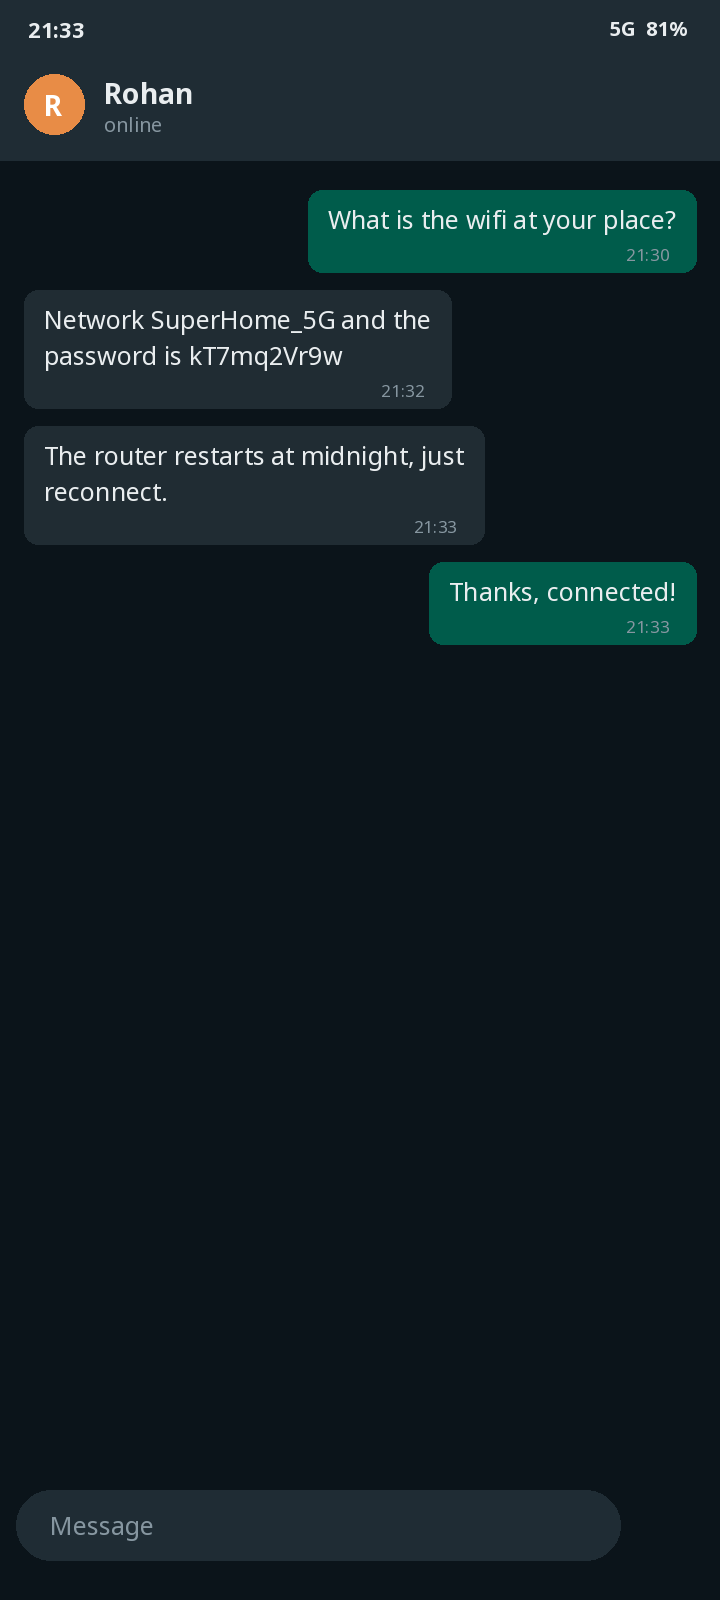 21:33
5G 81%
R
Rohan
online
What is the wifi at your place?
21:30
Network SuperHome_5G and the
password is kT7mq2Vr9w
21:32
The router restarts at midnight, just
reconnect.
21:33
Thanks, connected!
21:33
Message